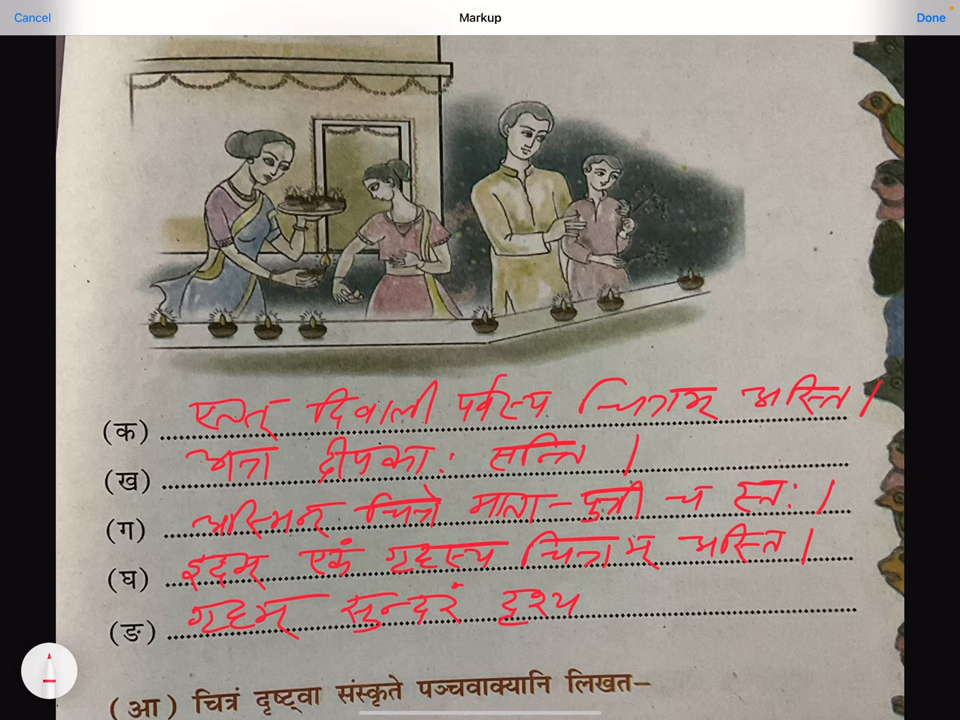 Cancel Markup Done
(क) एतत् दिवाली पर्वस्य चित्रम् अस्ति।
(ख) अत्र दीपकाः सन्ति।
(ग) अस्मिन् चित्रे माता-पुत्री च स्तः।
(घ) इदम् एकं गृहस्य चित्रम् अस्ति।
(ङ) गृहम् सुन्दरं दृश्य
(आ) चित्रं दृष्ट्वा संस्कृते पञ्चवाक्यानि लिखत–